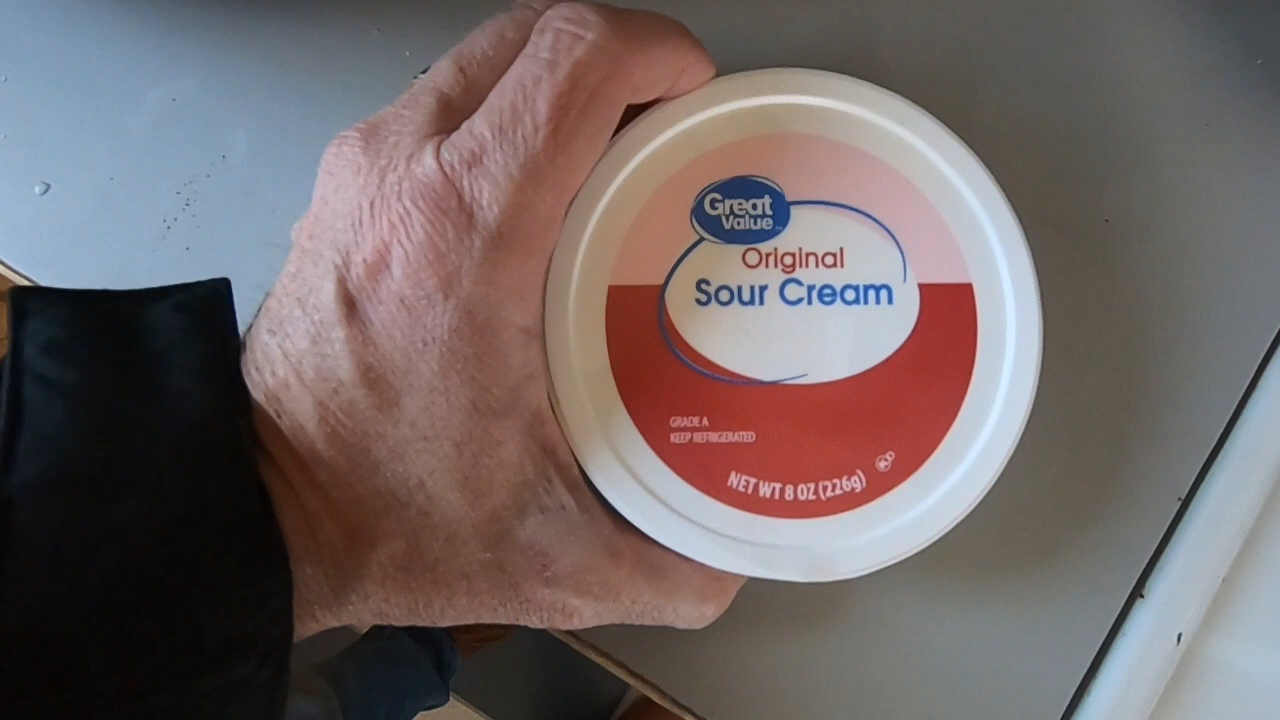 Great
Value
Original
Sour Cream
GRADE A
KEEP REFRIGERATED
NET WT 8 OZ (226g)